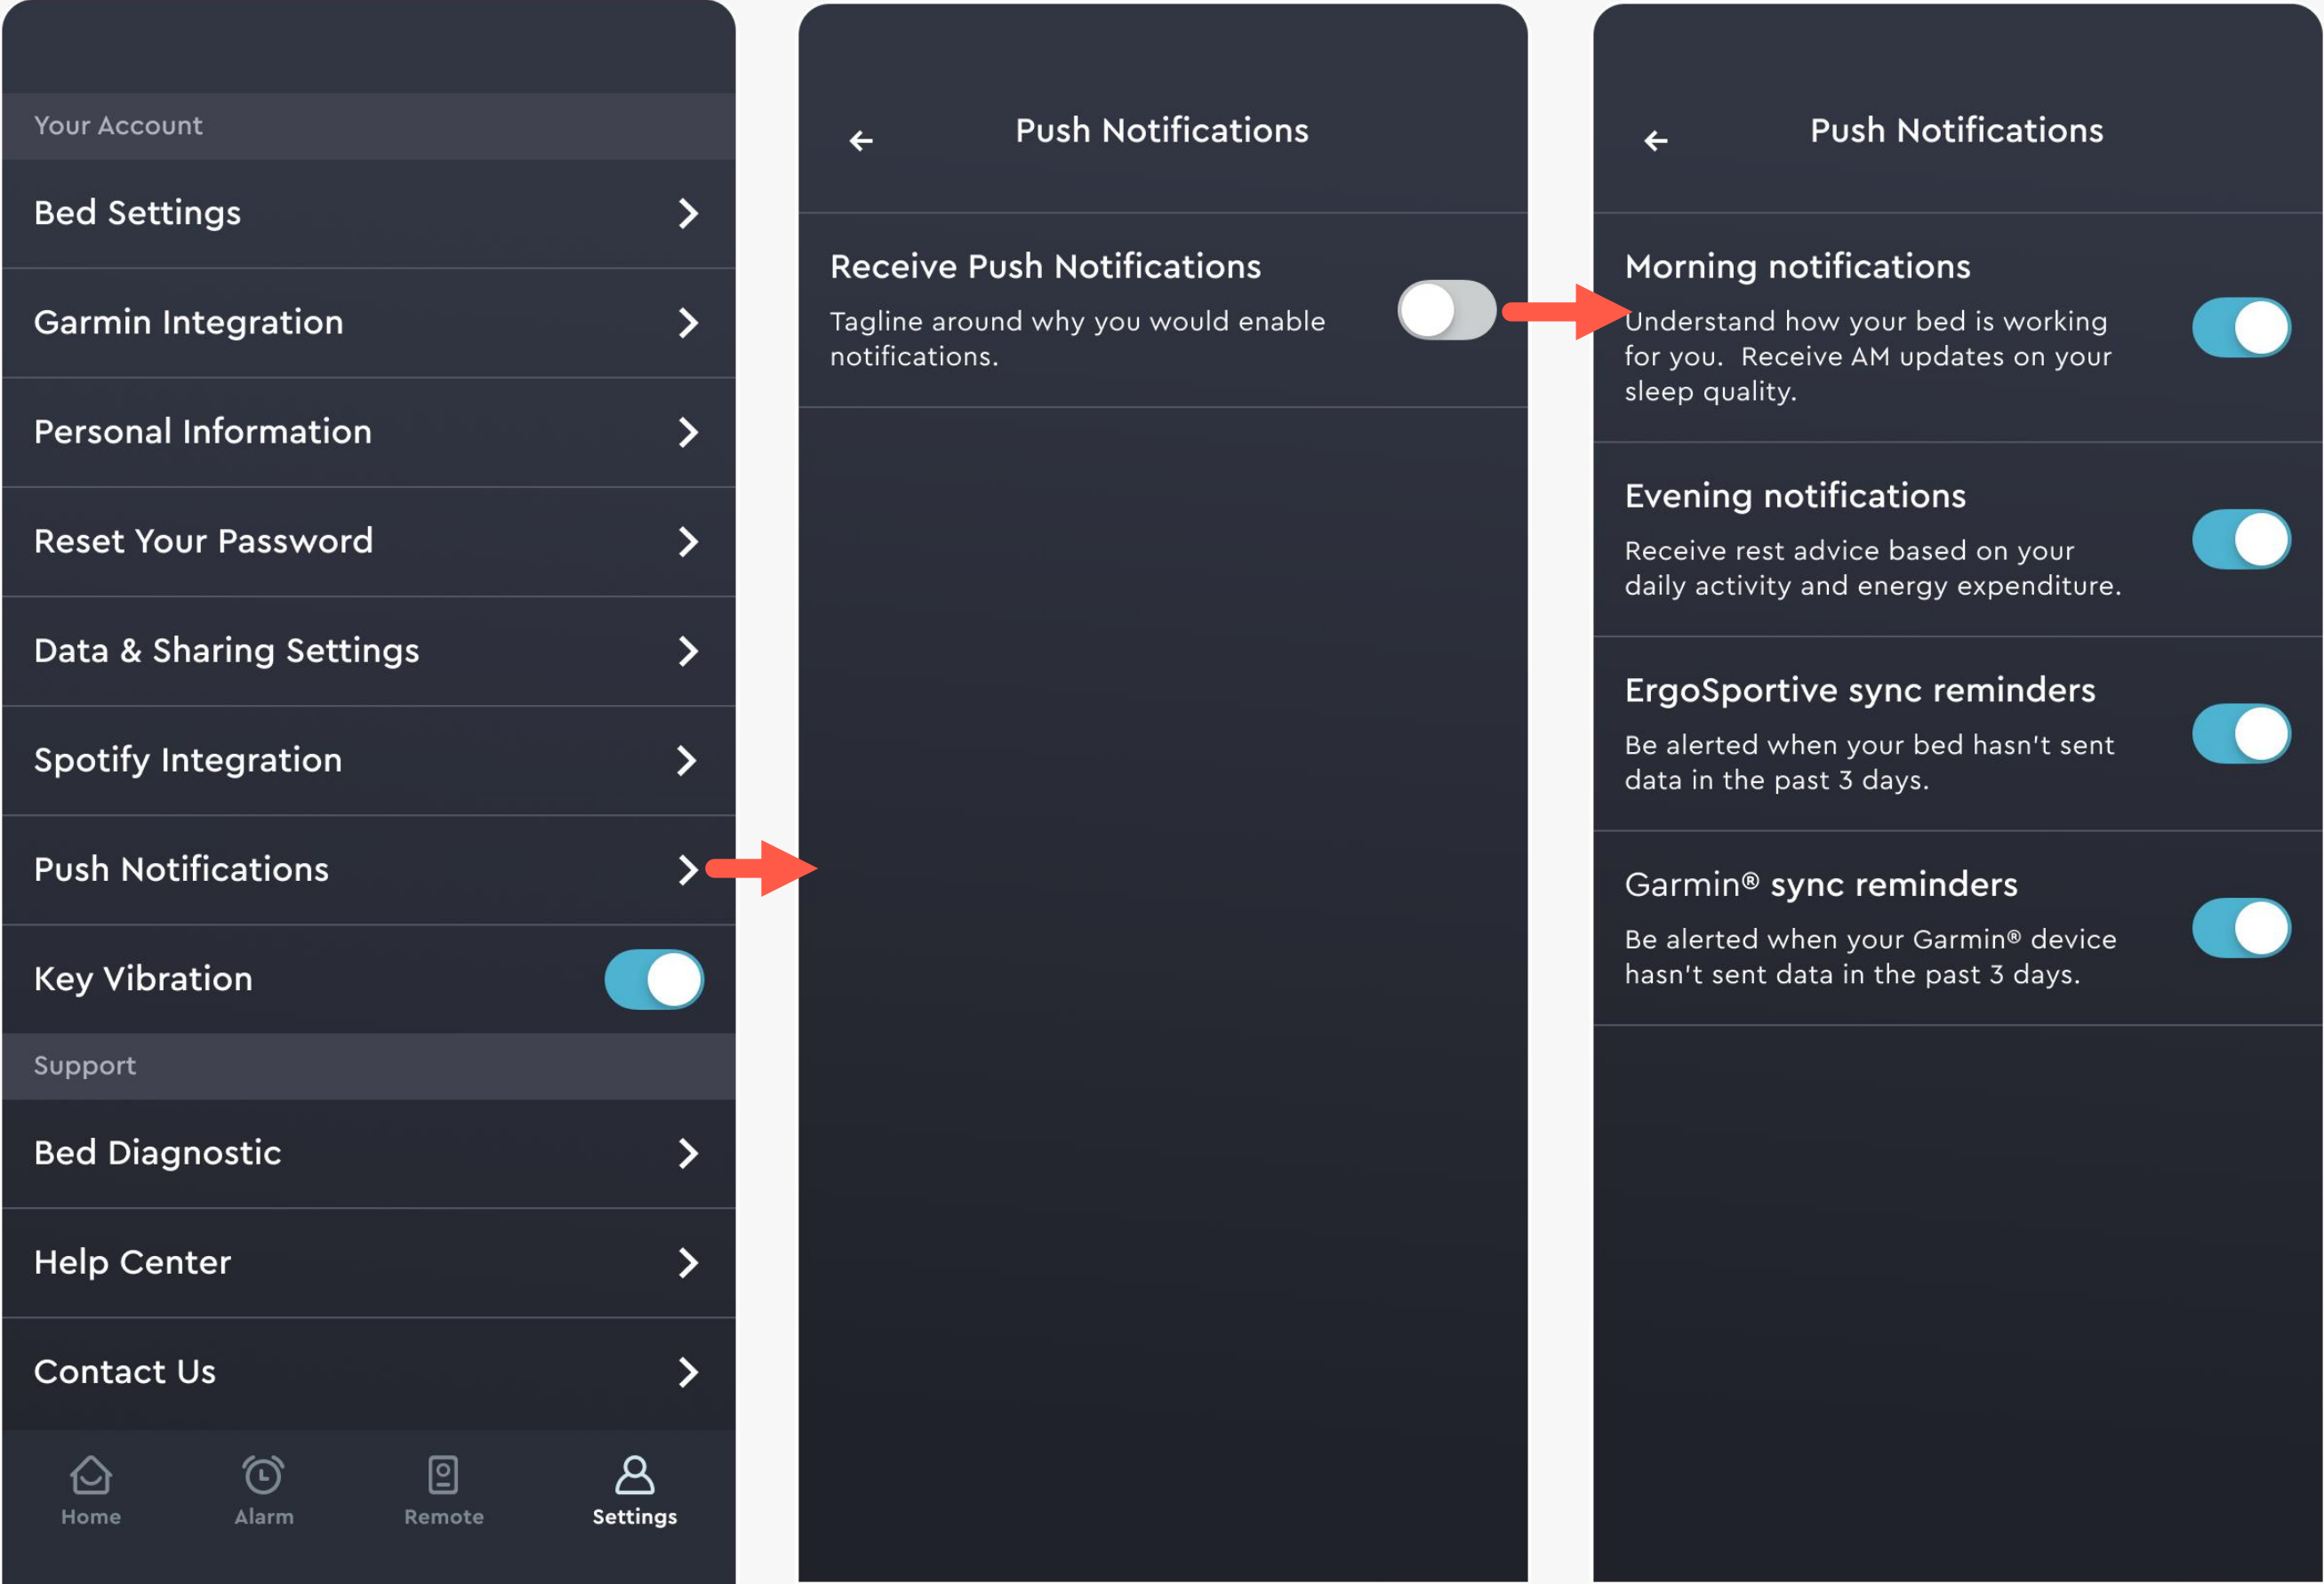 Your Account
Bed Settings
Garmin Integration
Personal Information
Reset Your Password
Data & Sharing Settings
Spotify Integration
Push Notifications
Key Vibration
Support
Bed Diagnostic
Help Center
Contact Us
Home
Alarm
Remote
Settings
Push Notifications
Receive Push Notifications
Tagline around why you would enable
notifications.
Push Notifications
Morning notifications
Understand how your bed is working
for you.  Receive AM updates on your
sleep quality.
Evening notifications
Receive rest advice based on your
daily activity and energy expenditure.
ErgoSportive sync reminders
Be alerted when your bed hasn't sent
data in the past 3 days.
Garmin® sync reminders
Be alerted when your Garmin® device
hasn't sent data in the past 3 days.